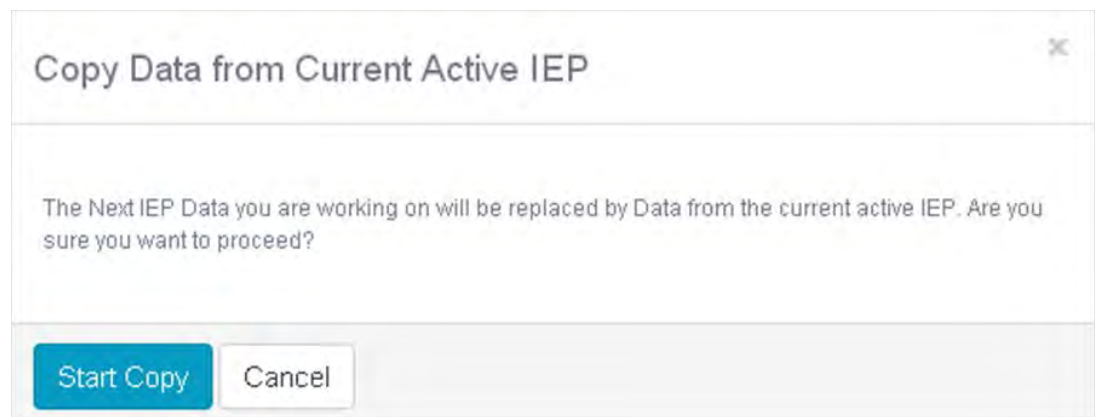 Copy Data from Current Active IEP
×
The Next IEP Data you are working on will be replaced by Data from the current active IEP. Are you
sure you want to proceed?
Start Copy Cancel